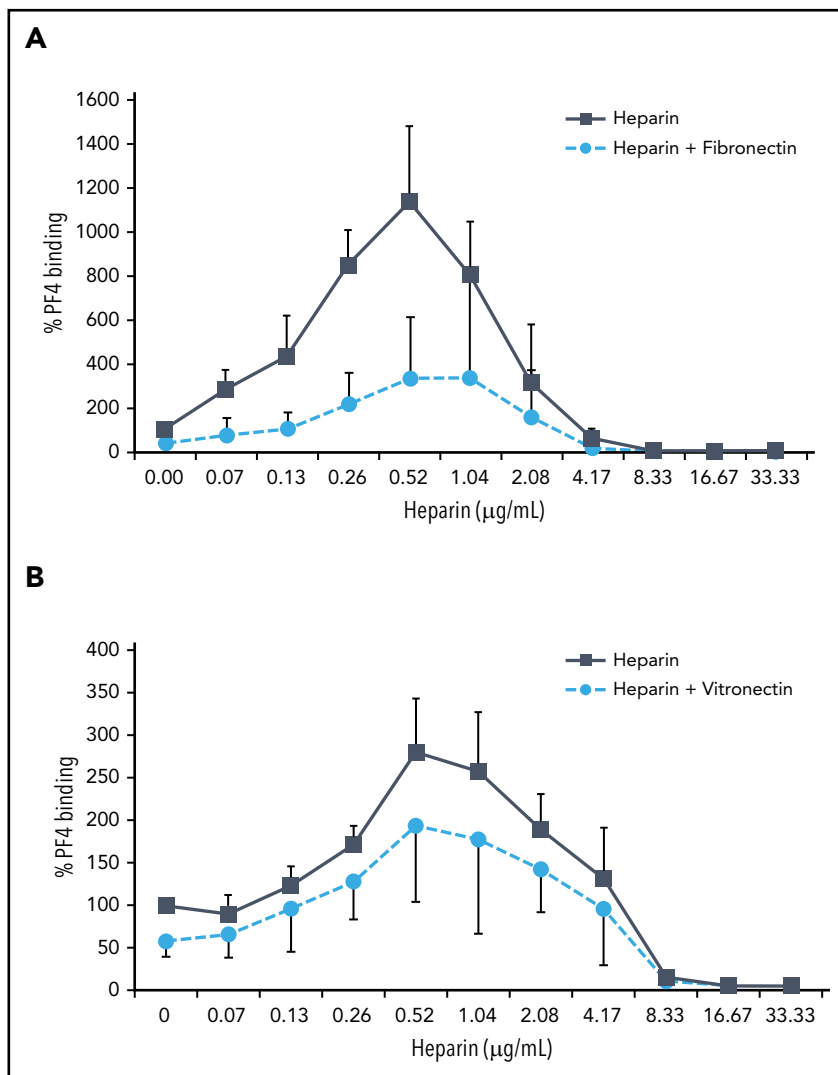 A
1600
1400
1200
1000
800
600
400
200
0
% PF4 binding
Heparin
Heparin + Fibronectin
0.00 0.07 0.13 0.26 0.52 1.04 2.08 4.17 8.33 16.67 33.33
Heparin (μg/mL)
B
400
350
300
250
200
150
100
50
0
% PF4 binding
Heparin
Heparin + Vitronectin
0 0.07 0.13 0.26 0.52 1.04 2.08 4.17 8.33 16.67 33.33
Heparin (μg/mL)